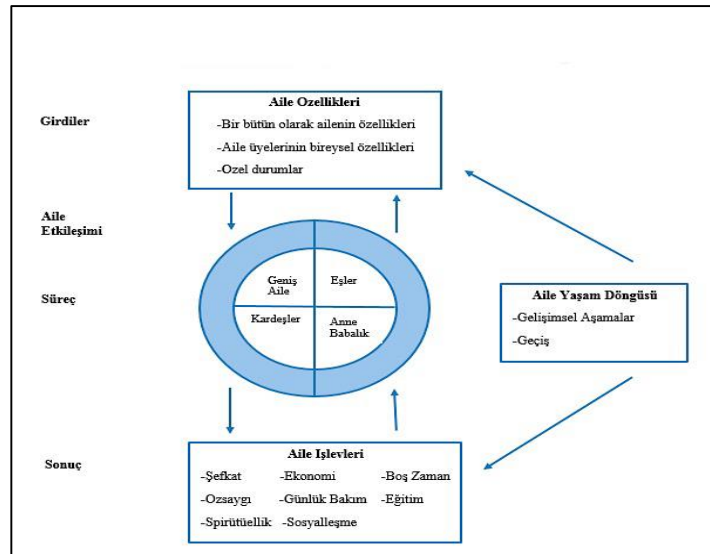 Aile Ozellikleri
Girdiler
-Bir bütün olarak ailenin özellikleri
-Aile üyelerinin bireysel özellikleri
-Ozel durumlar
Aile
Etkileşimi
Süreç
Geniş
Aile
Eşler
Kardeşler
Anne
Babalık
Aile Yaşam Döngüsü
-Gelişimsel Aşamalar
-Geçiş
Sonuç
Aile Işlevleri
-Şefkat -Ekonomi -Boş Zaman
-Ozsaygı -Günlük Bakım -Eğitim
-Spirütüellik -Sosyalleşme